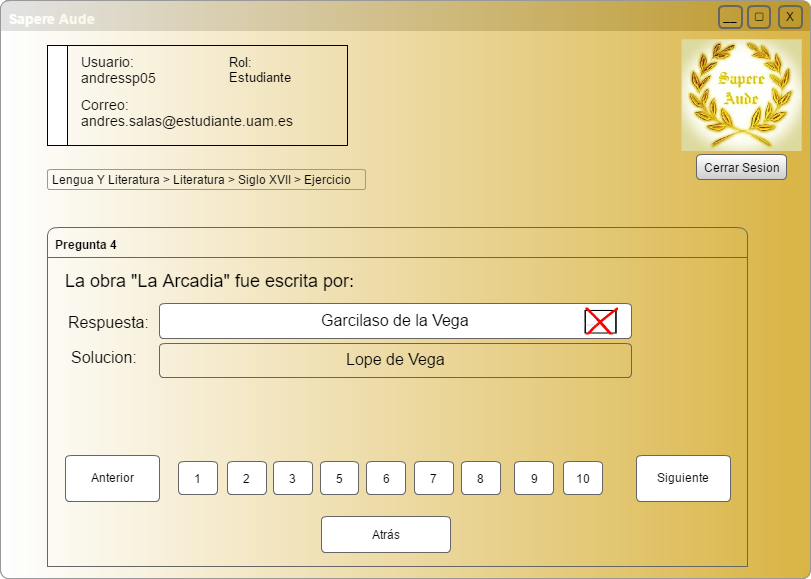 Sapere Aude
__ □ X
Usuario:
andressp05
Rol:
Estudiante
Correo:
andres.salas@estudiante.uam.es
Sapere
Aude
Cerrar Sesion
Lengua Y Literatura > Literatura > Siglo XVII > Ejercicio
Pregunta 4
La obra "La Arcadia" fue escrita por:
Respuesta: Garcilaso de la Vega
Solucion: Lope de Vega
Anterior 1 2 3 5 6 7 8 9 10 Siguiente
Atrás